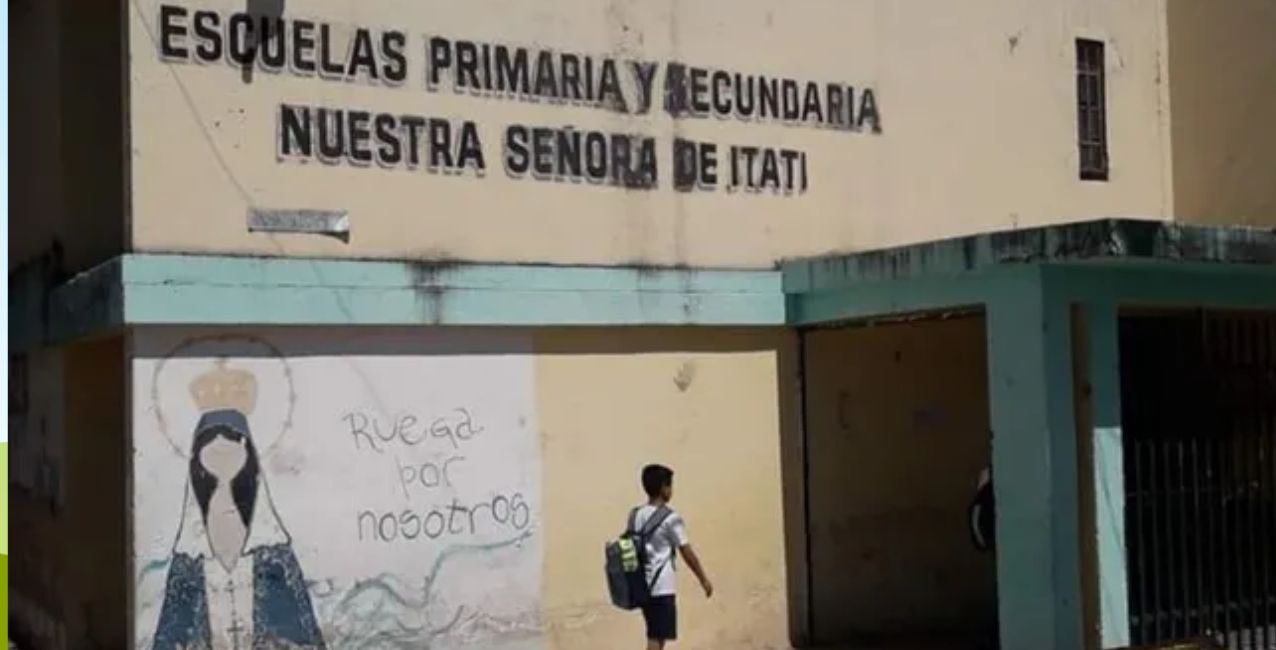 ESCUELAS PRIMARIA Y SECUNDARIA
NUESTRA SEÑORA DE ITATI
Ruega
por
nosotros